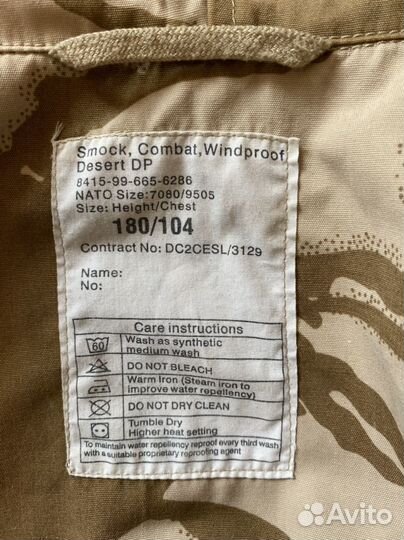 Smock, Combat, Windproof
Desert DP
8415-99-665-6286
NATO Size:7080/9505
Size: Height/Chest
180/104
Contract No: DC2CESL/3129
Name:
No:
Care instructions
60
Wash as synthetic
medium wash
DO NOT BLEACH
Warm Iron (Steam iron to
improve water repellency)
DO NOT DRY CLEAN
Tumble Dry
Higher heat setting
To maintain water repellency reproof every third wash
with a suitable proprietary reproofing agent
Avito